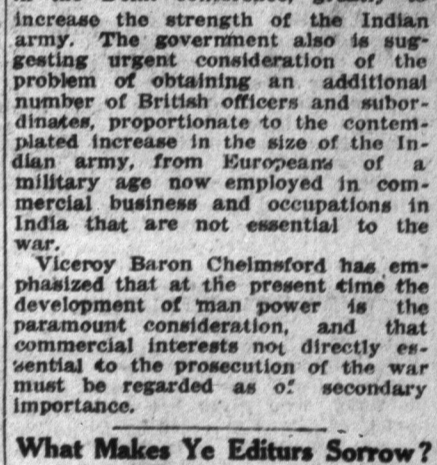 increase the strength of the Indian
army. The government also is sug-
gesting urgent consideration of the
problem of obtaining an additional
number of British officers and subor-
dinates, proportionate to the contem-
plated increase in the size of the In-
dian army, from Europeans of a
military age now employed in com-
mercial business and occupations in
India that are not essential to the
war.
Viceroy Baron Chelmsford has em-
phasized that at the present time the
development of man power is the
paramount consideration, and that
commercial interests not directly es-
sential to the prosecution of the war
must be regarded as of secondary
importance.
What Makes Ye Editurs Sorrow?